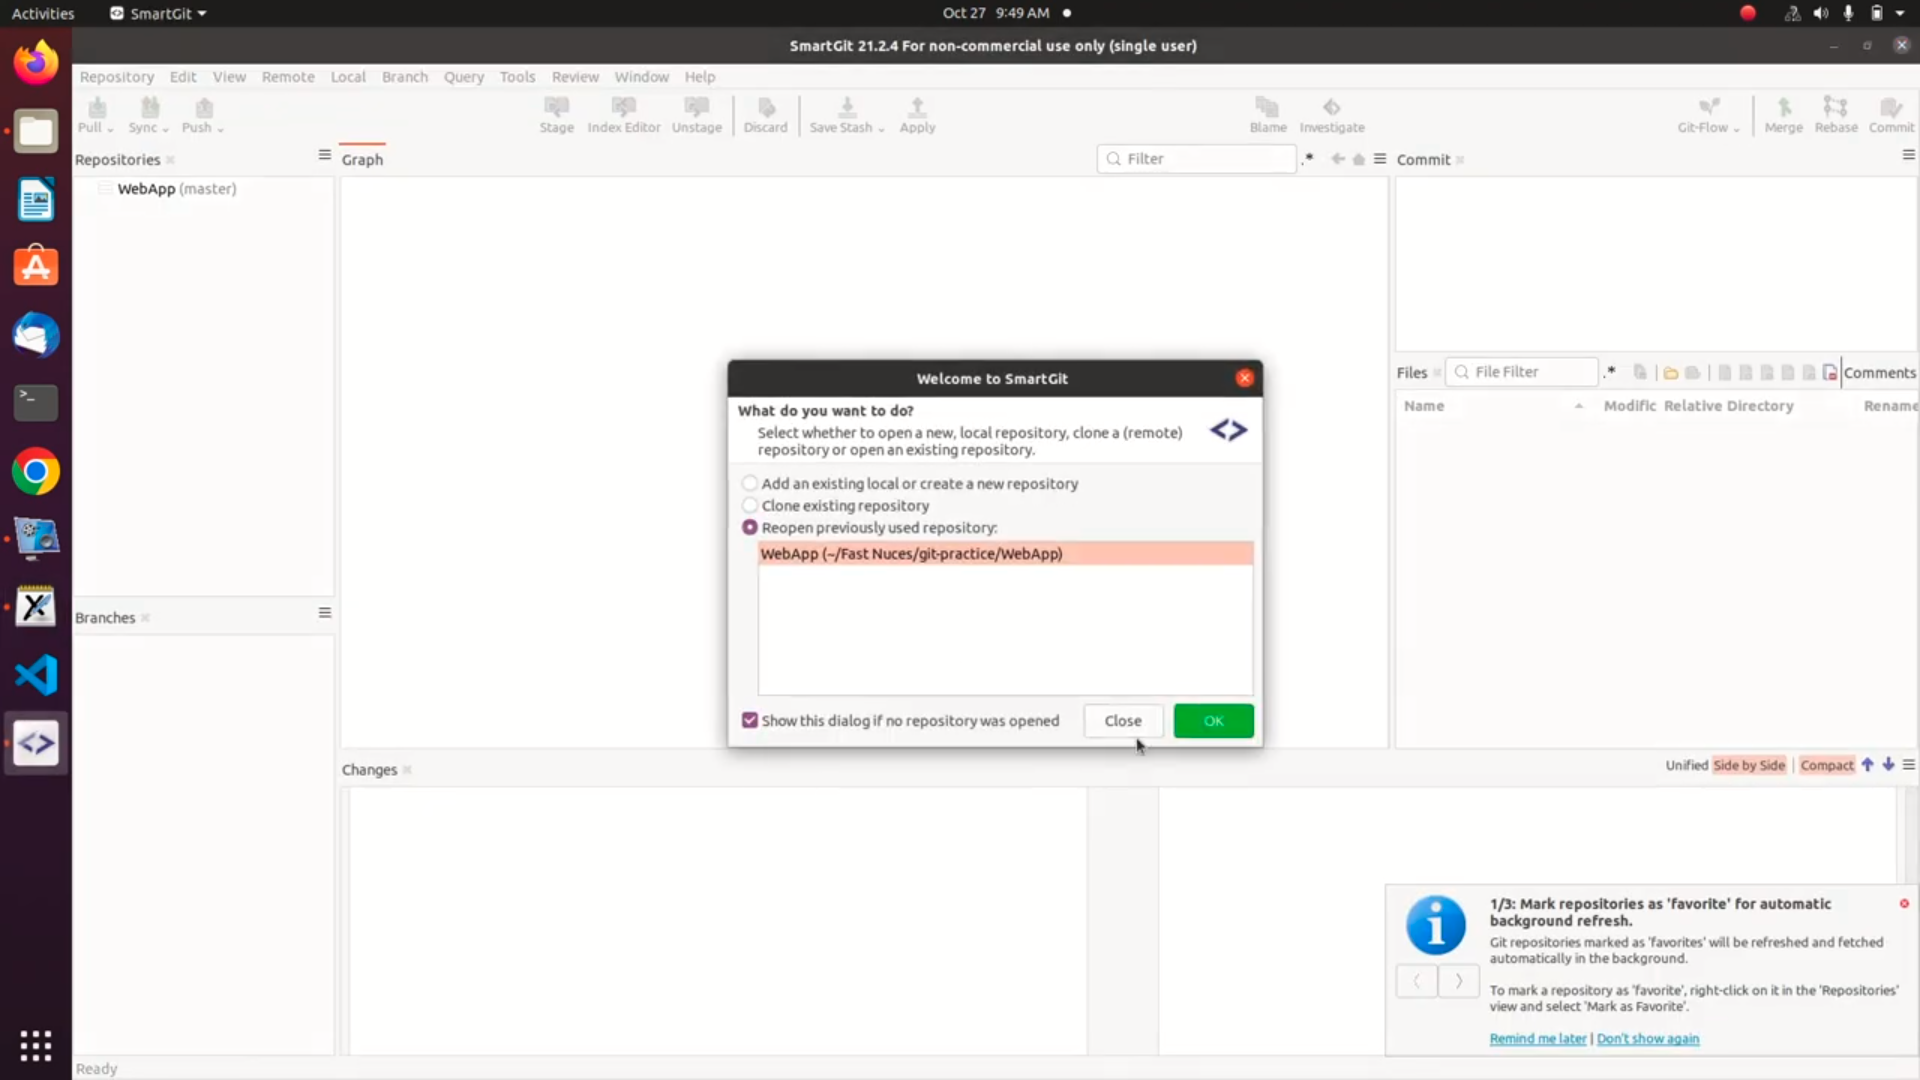 Activities
SmartGit
Oct 27 9:49 AM
SmartGit 21.2.4 For non-commercial use only (single user)
Repository Edit View Remote Local Branch Query Tools Review Window Help
Pull Sync Push Stage Index Editor Unstage Discard Save Stash Apply Blame Investigate Git-Flow Merge Rebase Commit
Repositories
Graph
Filter
.*
Commit
WebApp (master)
Welcome to SmartGit
What do you want to do?
Select whether to open a new, local repository, clone a (remote)
repository or open an existing repository.
Add an existing local or create a new repository
Clone existing repository
Reopen previously used repository:
WebApp (~/Fast Nuces/git-practice/WebApp)
Show this dialog if no repository was opened
Close
OK
Files
File Filter
.*
Comments
Name Modific Relative Directory Rename
Branches
Changes
Unified Side by Side | Compact
1/3: Mark repositories as 'favorite' for automatic
background refresh.
Git repositories marked as 'favorites' will be refreshed and fetched
automatically in the background.
To mark a repository as 'favorite', right-click on it in the 'Repositories'
view and select 'Mark as Favorite'.
Remind me later | Don't show again
Ready